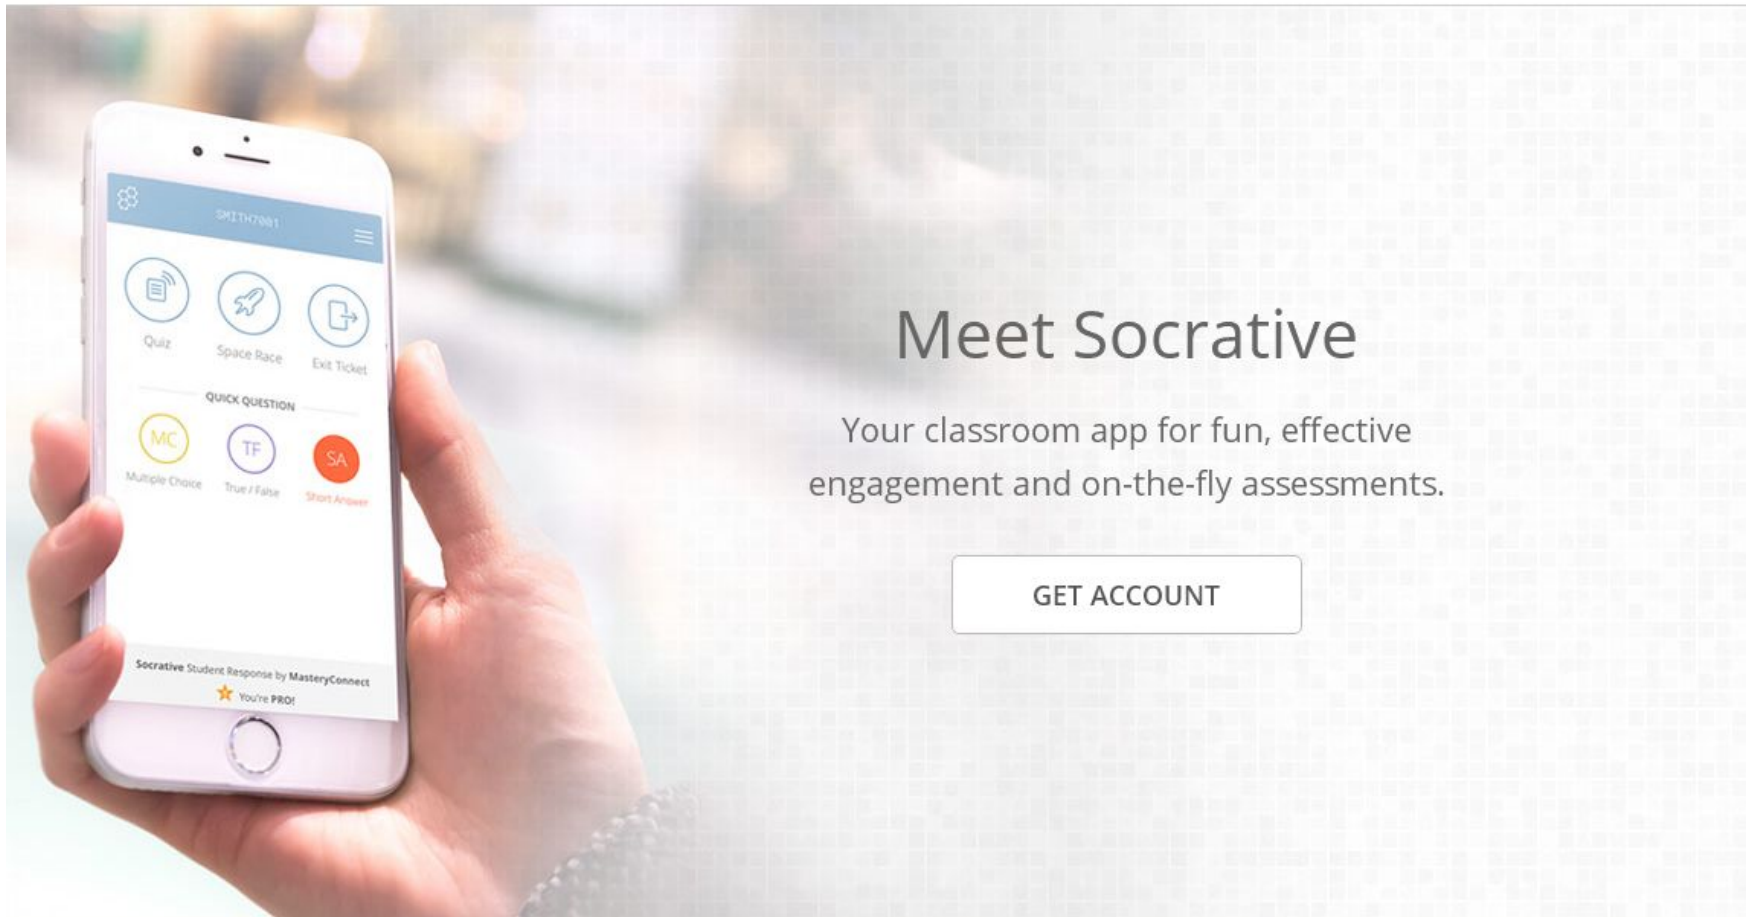 SMITH7001
Quiz
Space Race
Exit Ticket
QUICK QUESTION
MC
TF
SA
Multiple Choice
True / False
Short Answer
Socrative Student Response by MasteryConnect
You're PRO!
Meet Socrative
Your classroom app for fun, effective
engagement and on-the-fly assessments.
GET ACCOUNT